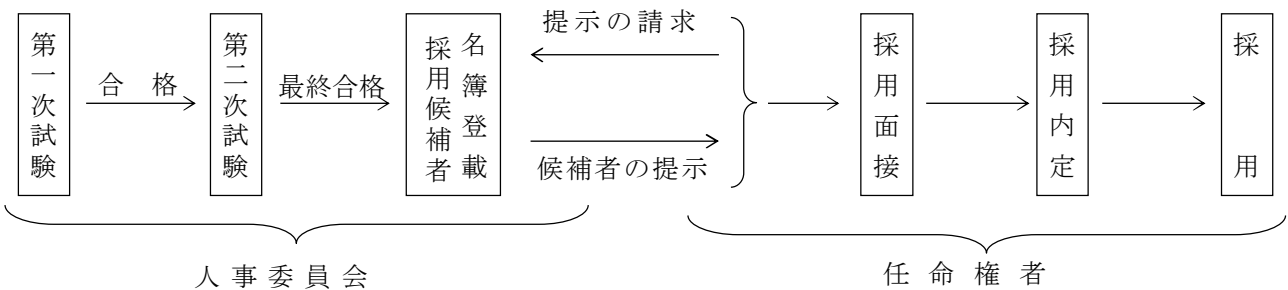 第一次試験
合格
第二次試験
最終合格
採用候補者
名簿登載
提示の請求
候補者の提示
採用面接
採用内定
採用
人事委員会
任命権者